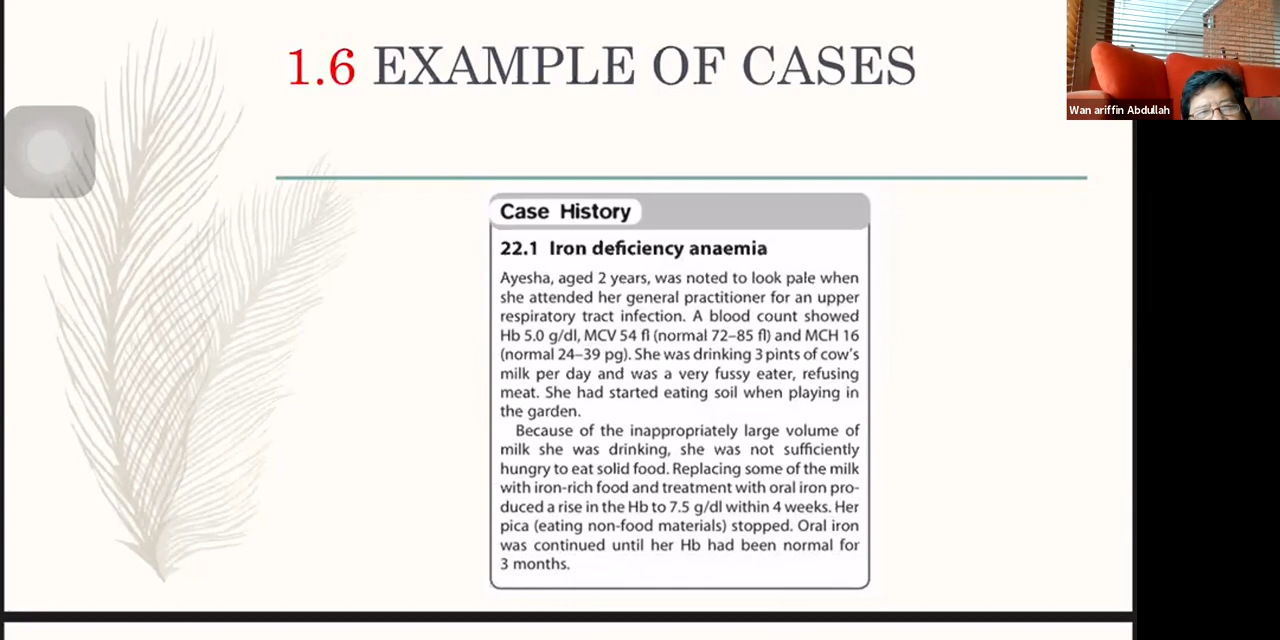 1.6 EXAMPLE OF CASES
Wan ariffin Abdullah
Case History
22.1 Iron deficiency anaemia
Ayesha, aged 2 years, was noted to look pale when
she attended her general practitioner for an upper
respiratory tract infection. A blood count showed
Hb 5.0 g/dl, MCV 54 fl (normal 72–85 fl) and MCH 16
(normal 24–39 pg). She was drinking 3 pints of cow's
milk per day and was a very fussy eater, refusing
meat. She had started eating soil when playing in
the garden.
Because of the inappropriately large volume of
milk she was drinking, she was not sufficiently
hungry to eat solid food. Replacing some of the milk
with iron-rich food and treatment with oral iron pro-
duced a rise in the Hb to 7.5 g/dl within 4 weeks. Her
pica (eating non-food materials) stopped. Oral iron
was continued until her Hb had been normal for
3 months.